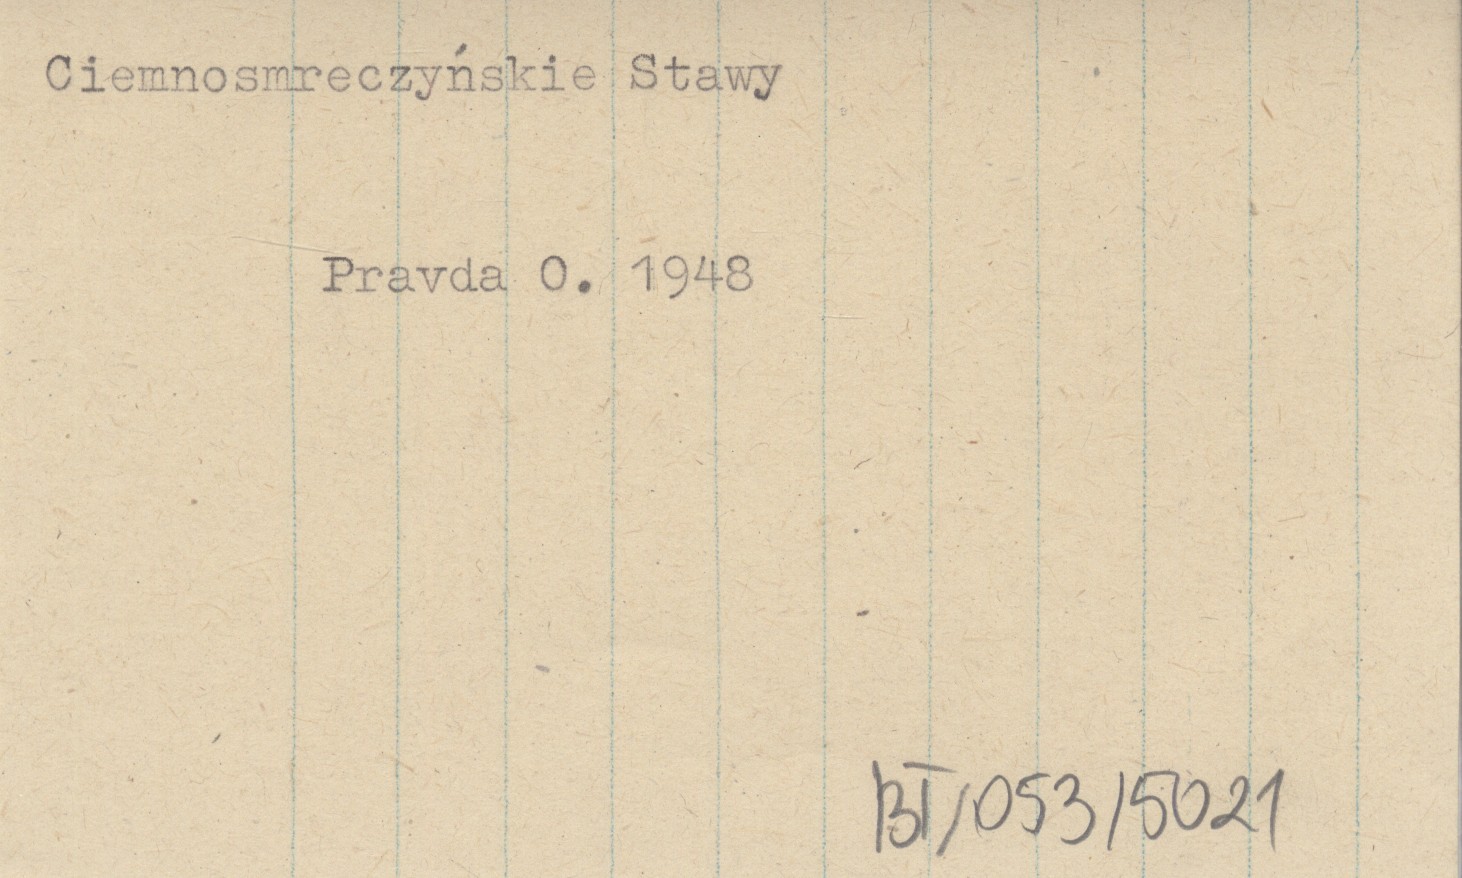 Ciemnosmreczyńskie Stawy
Pravda O. 1948
BT/053/5021